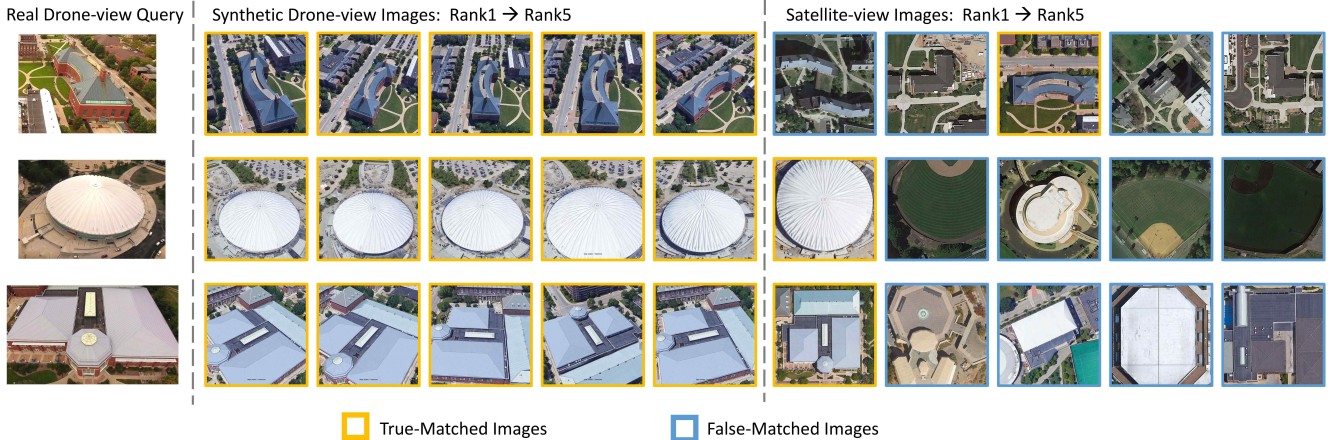 Real Drone-view Query
Synthetic Drone-view Images: Rank1 → Rank5
Satellite-view Images: Rank1 → Rank5
True-Matched Images
False-Matched Images